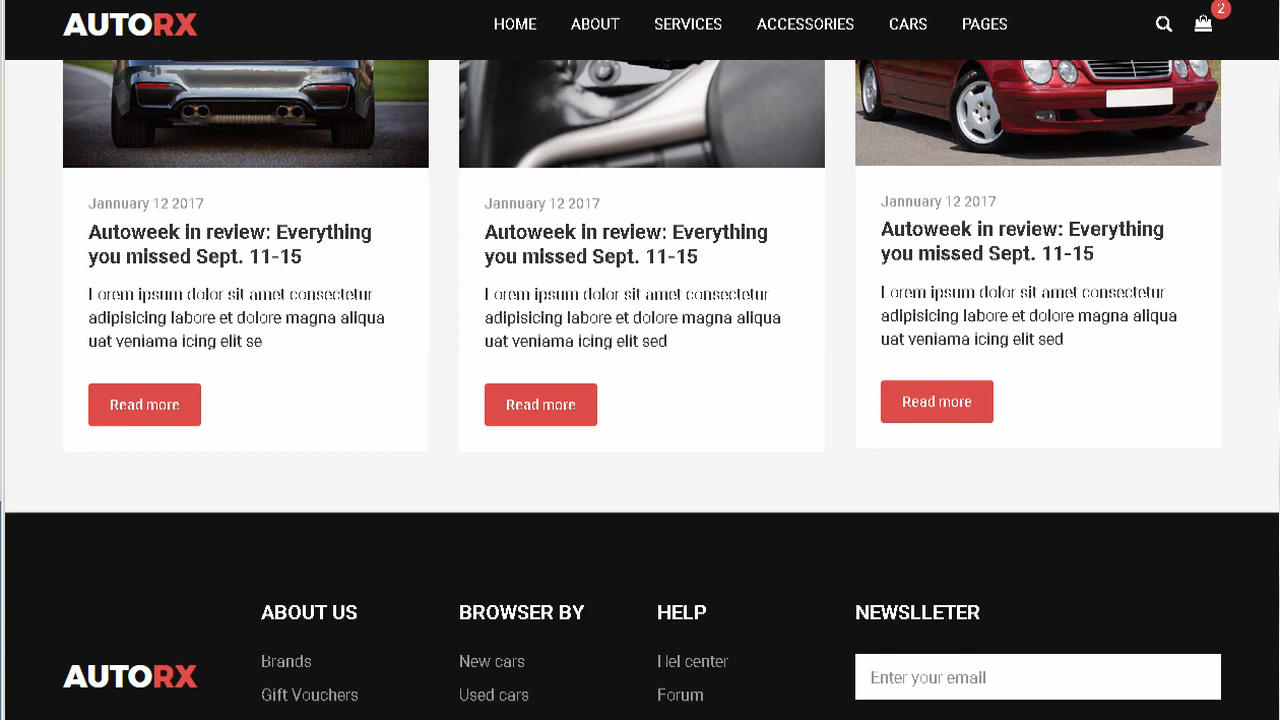 AUTORX
HOME ABOUT SERVICES ACCESSORIES CARS PAGES
2
Jannuary 12 2017
Autoweek in review: Everything
you missed Sept. 11-15
Lorem ipsum dolor sit amet consectetur
adipisicing labore et dolore magna aliqua
uat veniama icing elit se
Read more
Jannuary 12 2017
Autoweek in review: Everything
you missed Sept. 11-15
Lorem ipsum dolor sit amet consectetur
adipisicing labore et dolore magna aliqua
uat veniama icing elit sed
Read more
Jannuary 12 2017
Autoweek in review: Everything
you missed Sept. 11-15
Lorem ipsum dolor sit amet consectetur
adipisicing labore et dolore magna aliqua
uat veniama icing elit sed
Read more
AUTORX
ABOUT US
Brands
Gift Vouchers
BROWSER BY
New cars
Used cars
HELP
Hel center
Forum
NEWSLLETER
Enter your email